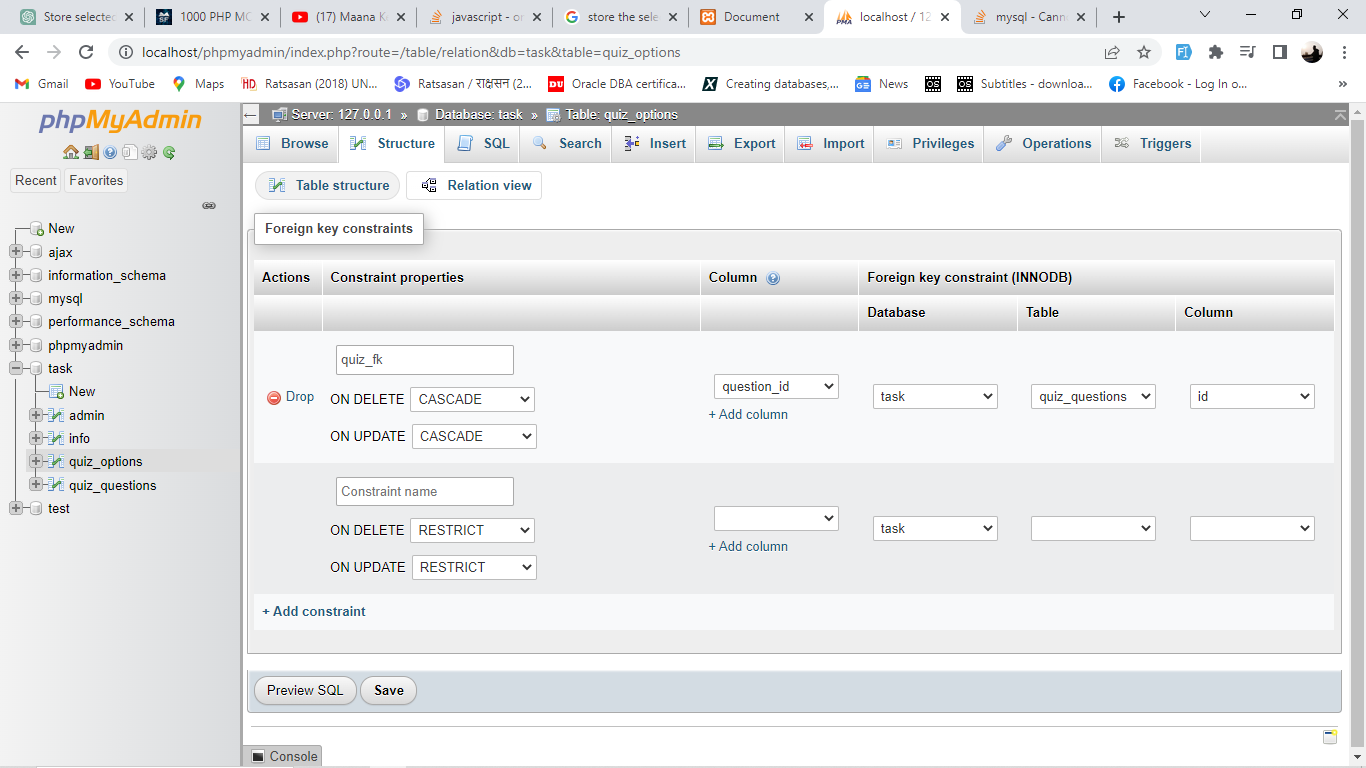 Store selected
1000 PHP MC
(17) Maana K
javascript - o
store the sele
Document
localhost / 12
mysql - Cann
localhost/phpmyadmin/index.php?route=/table/relation&db=task&table=quiz_options
Gmail
YouTube
Maps
Ratsasan (2018) UN...
Ratsasan / राक्षसन (2...
Oracle DBA certifica...
Creating databases,...
News
Subtitles - downloa...
Facebook - Log In o...
»
phpMyAdmin
Recent
Favorites
New
ajax
information_schema
mysql
performance_schema
phpmyadmin
task
New
admin
info
quiz_options
quiz_questions
test
Server: 127.0.0.1 » Database: task » Table: quiz_options
Browse
Structure
SQL
Search
Insert
Export
Import
Privileges
Operations
Triggers
Table structure
Relation view
Foreign key constraints
Actions
Constraint properties
Column
Foreign key constraint (INNODB)
Database
Table
Column
Drop
quiz_fk
ON DELETE CASCADE
ON UPDATE CASCADE
question_id
+ Add column
task
quiz_questions
id
Constraint name
ON DELETE RESTRICT
ON UPDATE RESTRICT
+ Add column
task
+ Add constraint
Preview SQL
Save
Console